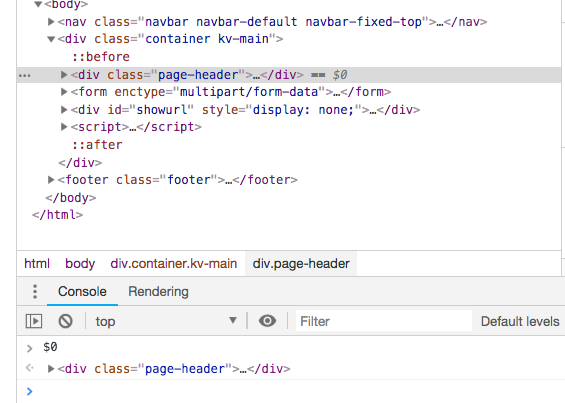 ▼<body>
▶<nav class="navbar navbar-default navbar-fixed-top">…</nav>
▼<div class="container kv-main">
::before
… ▶<div class="page-header">…</div> == $0
▶<form enctype="multipart/form-data">…</form>
▶<div id="showurl" style="display: none;">…</div>
▶<script>…</script>
::after
</div>
▶<footer class="footer">…</footer>
</body>
</html>
html body div.container.kv-main div.page-header
Console Rendering
top ▼ Filter Default levels
> $0
<· ▶<div class="page-header">…</div>
>